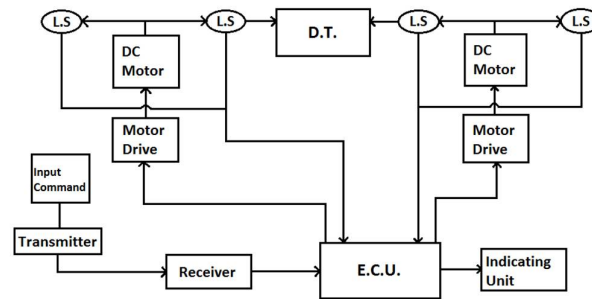 L.S
L.S
D.T.
L.S
L.S
DC
Motor
DC
Motor
Motor
Drive
Motor
Drive
Input
Command
Transmitter
Receiver
E.C.U.
Indicating
Unit